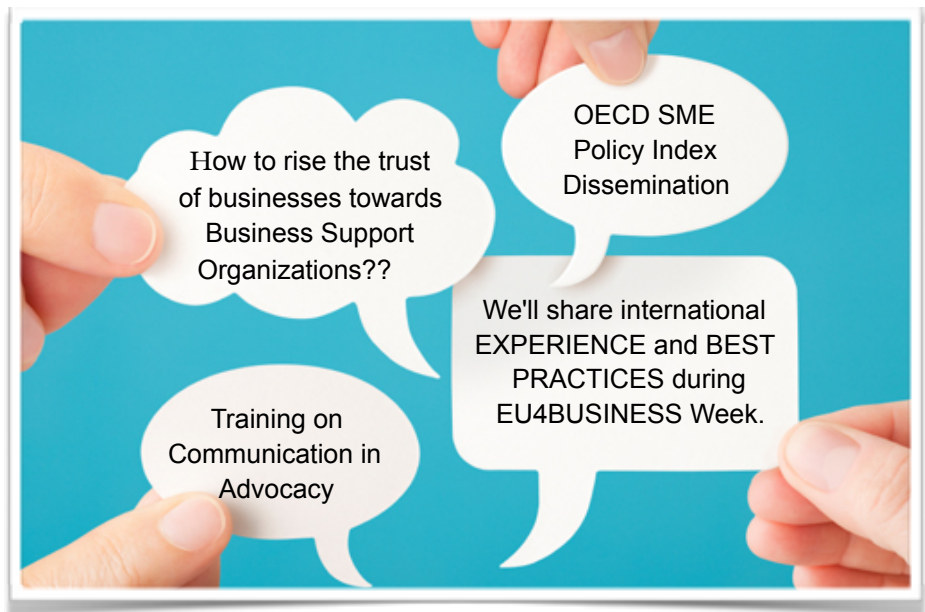 How to rise the trust
of businesses towards
Business Support
Organizations??
OECD SME
Policy Index
Dissemination
We'll share international
EXPERIENCE and BEST
PRACTICES during
EU4BUSINESS Week.
Training on
Communication in
Advocacy